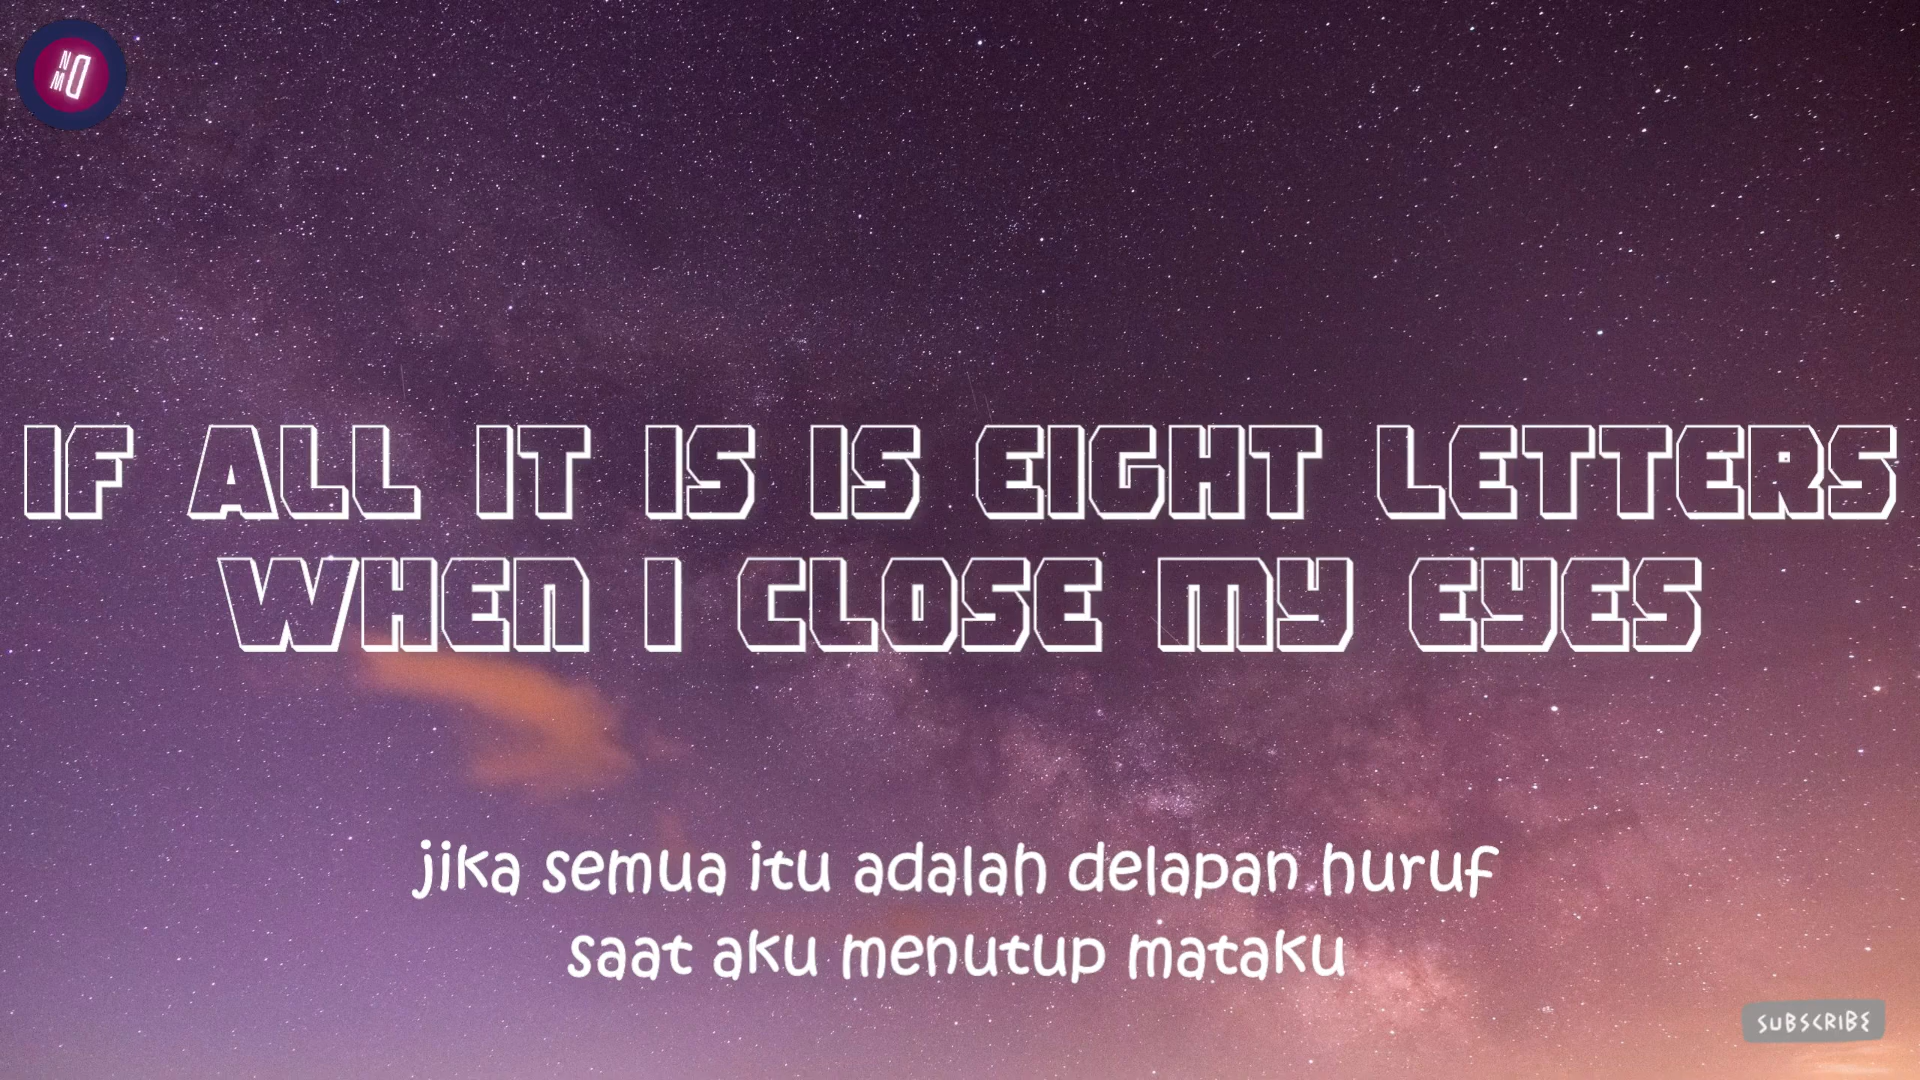 IF ALL IT IS IS EIGHT LETTERS
WHEN I CLOSE MY EYES
jika semua itu adalah delapan huruf
saat aku menutup mataku
SUBSCRIBE